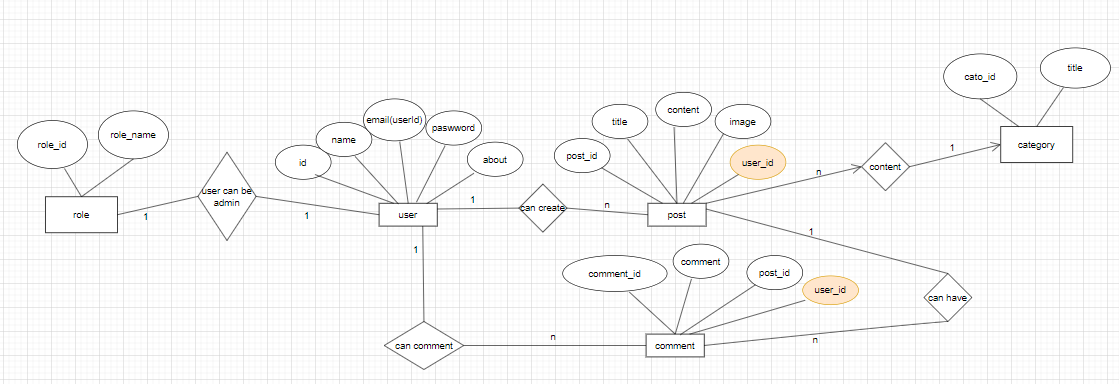 cato_id
title
role_id
role_name
id
name
email(userId)
paswword
about
post_id
title
content
image
user_id
category
1
content
n
role
1
user can be
admin
1
user
1
can create
n
post
1
1
comment_id
comment
post_id
user_id
can have
can comment
n
comment
n